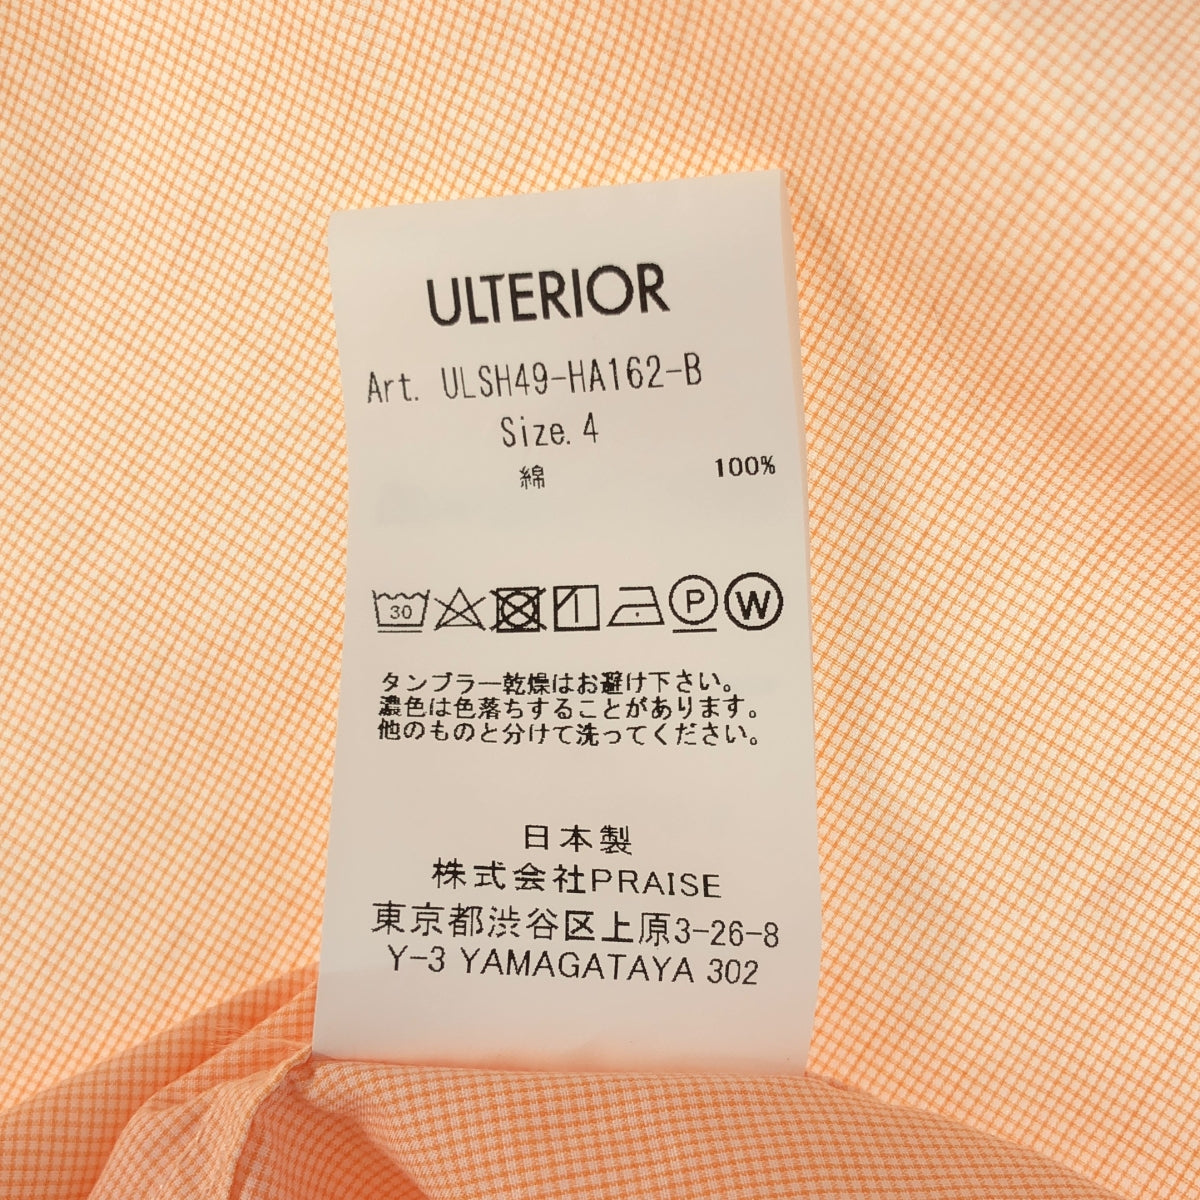 ULTERIOR
Art. ULSH49-HA162-B
Size.4
綿 100%
30 P W
タンブラー乾燥はお避け下さい。
濃色は色落ちすることがあります。
他のものと分けて洗ってください。
日本製
株式会社PRAISE
東京都渋谷区上原3-26-8
Y-3 YAMAGATAYA 302